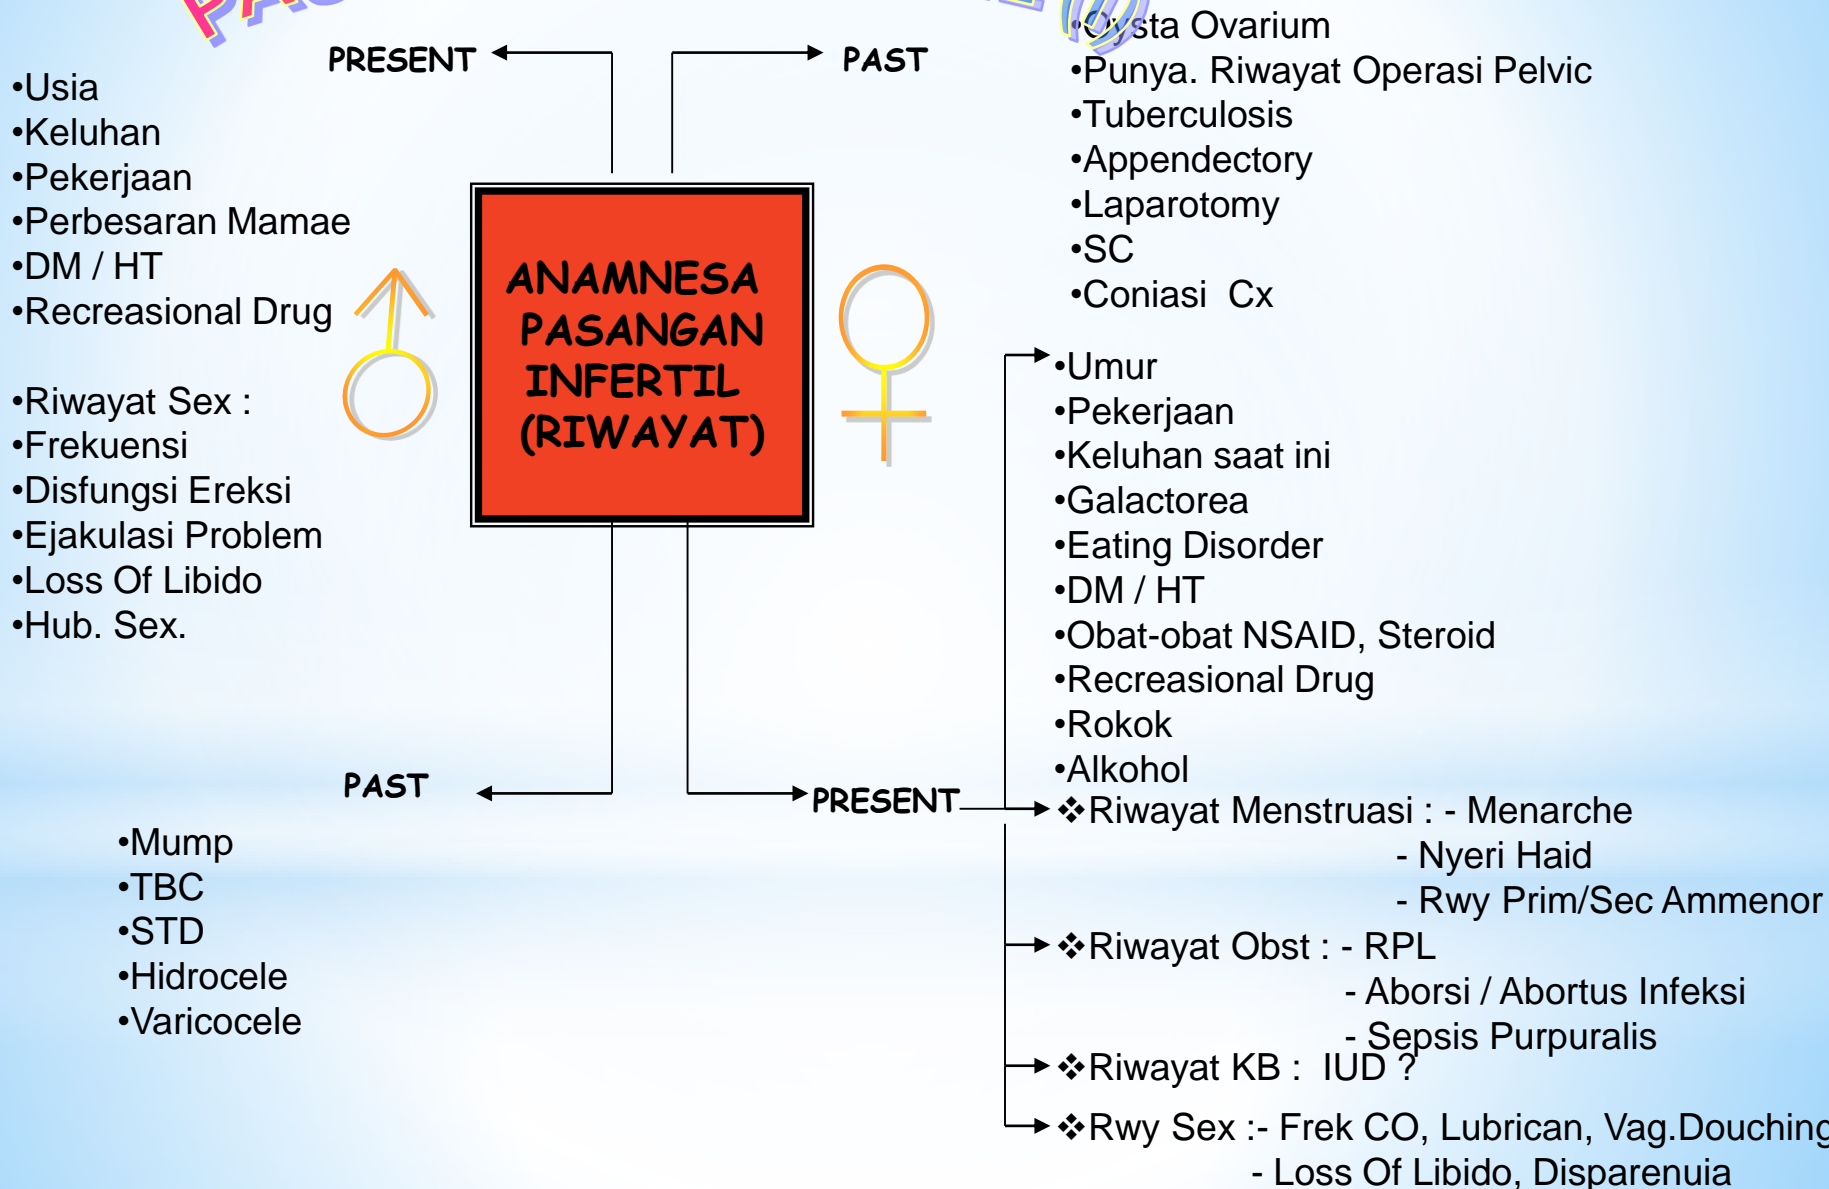 PRESENT
•Usia
•Keluhan
•Pekerjaan
•Perbesaran Mamae
•DM / HT
•Recreasional Drug
•Riwayat Sex :
•Frekuensi
•Disfungsi Ereksi
•Ejakulasi Problem
•Loss Of Libido
•Hub. Sex.
PAST
•Mump
•TBC
•STD
•Hidrocele
•Varicocele
ANAMNESA
PASANGAN
INFERTIL
(RIWAYAT)
PAST
Ovarium
•Punya. Riwayat Operasi Pelvic
•Tuberculosis
•Appendectory
•Laparotomy
•SC
•Coniasi Cx
PRESENT
•Umur
•Pekerjaan
•Keluhan saat ini
•Galactorea
•Eating Disorder
•DM / HT
•Obat-obat NSAID, Steroid
•Recreasional Drug
•Rokok
•Alkohol
❖Riwayat Menstruasi : - Menarche
- Nyeri Haid
- Rwy Prim/Sec Ammenor
❖Riwayat Obst : - RPL
- Aborsi / Abortus Infeksi
- Sepsis Purpuralis
❖Riwayat KB : IUD ?
❖Rwy Sex :- Frek CO, Lubrican, Vag.Douching
- Loss Of Libido, Disparenuia